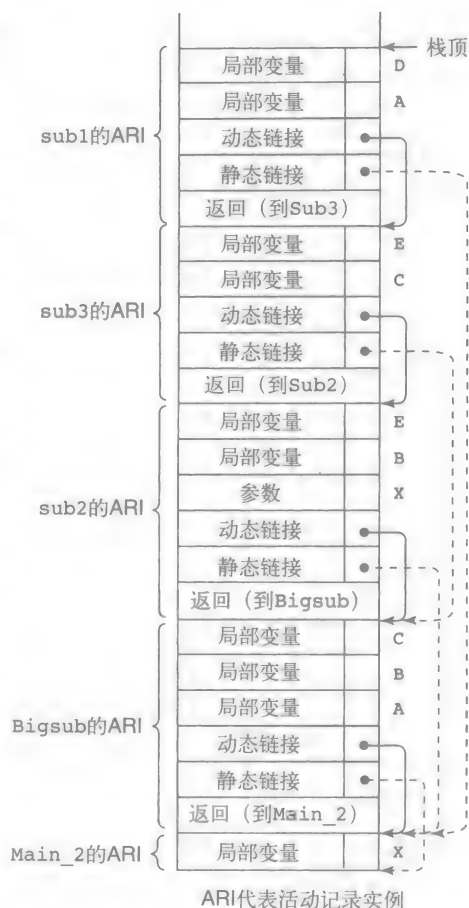 栈顶
局部变量 D
局部变量 A
sub1的ARI
动态链接
静态链接
返回（到Sub3）
局部变量 E
局部变量 C
sub3的ARI
动态链接
静态链接
返回（到Sub2）
局部变量 E
局部变量 B
参数 X
sub2的ARI
动态链接
静态链接
返回（到Bigsub）
局部变量 C
局部变量 B
局部变量 A
Bigsub的ARI
动态链接
静态链接
返回（到Main_2）
Main_2的ARI
局部变量 X
ARI代表活动记录实例